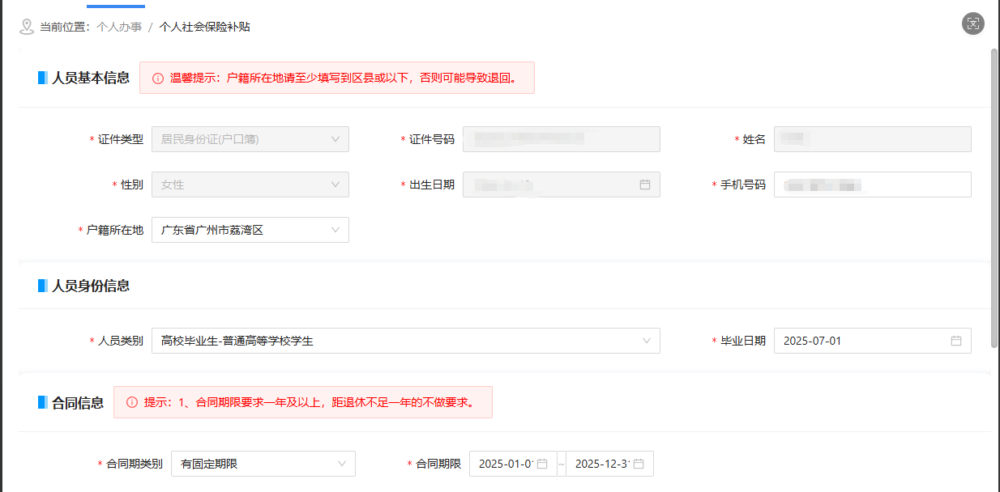 当前位置：个人办事 / 个人社会保险补贴
人员基本信息
温馨提示：户籍所在地请至少填写到区县或以下，否则可能导致退回。
* 证件类型 居民身份证(户口簿) * 证件号码 * 姓名
* 性别 女性 * 出生日期 * 手机号码
* 户籍所在地 广东省广州市荔湾区
人员身份信息
* 人员类别 高校毕业生-普通高等学校学生 * 毕业日期 2025-07-01
合同信息
提示：1、合同期限要求一年及以上，距退休不足一年的不做要求。
* 合同期类别 有固定期限 * 合同期限 2025-01-0 ~ 2025-12-3